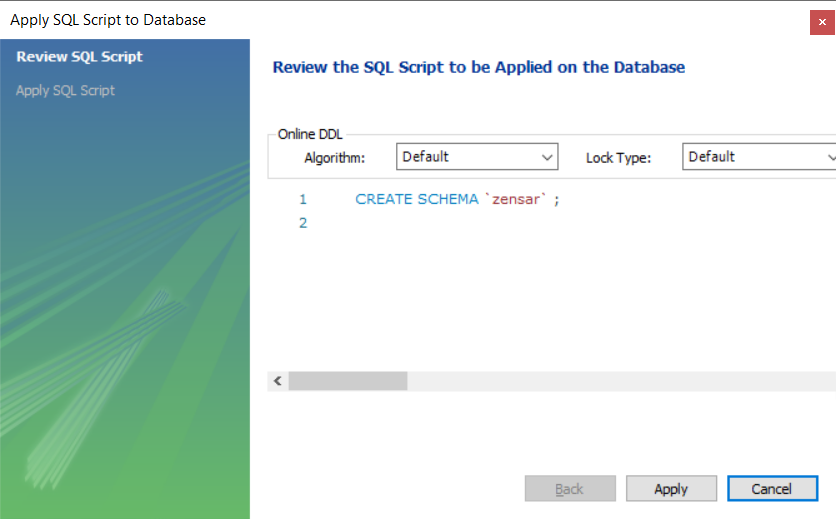 Apply SQL Script to Database
Review SQL Script
Apply SQL Script
Review the SQL Script to be Applied on the Database
Online DDL
Algorithm: Default Lock Type: Default
1 CREATE SCHEMA `zensar` ;
2
Back Apply Cancel